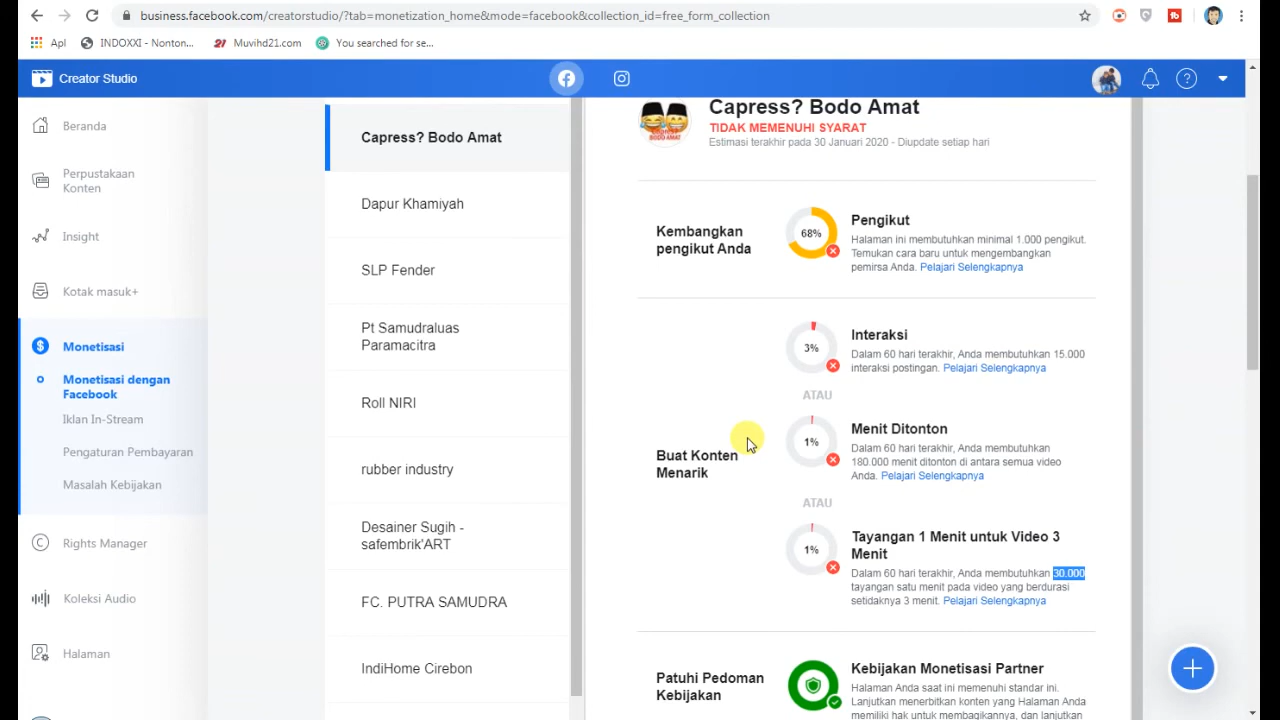 business.facebook.com/creatorstudio/?tab=monetization_home&mode=facebook&collection_id=free_form_collection
Apl
INDOXXI - Nonton...
Muvihd21.com
You searched for se...
Creator Studio
Beranda
Perpustakaan
Konten
Insight
Kotak masuk+
Monetisasi
Monetisasi dengan
Facebook
Iklan In-Stream
Pengaturan Pembayaran
Masalah Kebijakan
Rights Manager
Koleksi Audio
Halaman
Capress? Bodo Amat
Dapur Khamiyah
SLP Fender
Pt Samudraluas
Paramacitra
Roll NIRI
rubber industry
Desainer Sugih -
safembrik'ART
FC. PUTRA SAMUDRA
IndiHome Cirebon
Capress? Bodo Amat
TIDAK MEMENUHI SYARAT
Estimasi terakhir pada 30 Januari 2020 - Diupdate setiap hari
Kembangkan
pengikut Anda
68%
Pengikut
Halaman ini membutuhkan minimal 1.000 pengikut.
Temukan cara baru untuk mengembangkan
pemirsa Anda. Pelajari Selengkapnya
Buat Konten
Menarik
3%
Interaksi
Dalam 60 hari terakhir, Anda membutuhkan 15.000
interaksi postingan. Pelajari Selengkapnya
ATAU
1%
Menit Ditonton
Dalam 60 hari terakhir, Anda membutuhkan
180.000 menit ditonton di antara semua video
Anda. Pelajari Selengkapnya
ATAU
1%
Tayangan 1 Menit untuk Video 3
Menit
Dalam 60 hari terakhir, Anda membutuhkan 30.000
tayangan satu menit pada video yang berdurasi
setidaknya 3 menit. Pelajari Selengkapnya
Patuhi Pedoman
Kebijakan
Kebijakan Monetisasi Partner
Halaman Anda saat ini memenuhi standar ini.
Lanjutkan menerbitkan konten yang Halaman Anda
memiliki hak untuk membagikannya, dan lanjutkan